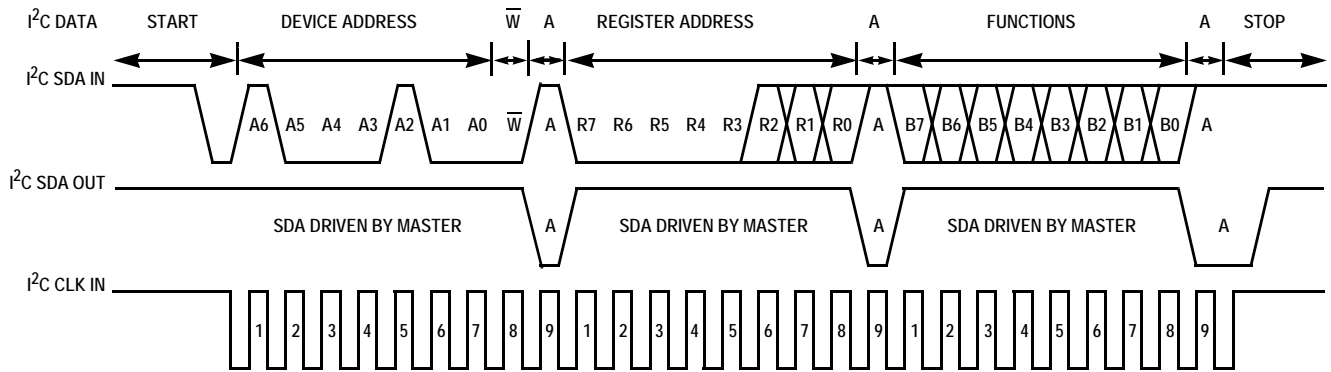 I²C DATA START DEVICE ADDRESS W̅ A REGISTER ADDRESS A FUNCTIONS A STOP
I²C SDA IN
A6 A5 A4 A3 A2 A1 A0 W̅ A R7 R6 R5 R4 R3 R2 R1 R0 A B7 B6 B5 B4 B3 B2 B1 B0 A
I²C SDA OUT
SDA DRIVEN BY MASTER A SDA DRIVEN BY MASTER A SDA DRIVEN BY MASTER A
I²C CLK IN
1 2 3 4 5 6 7 8 9 1 2 3 4 5 6 7 8 9 1 2 3 4 5 6 7 8 9